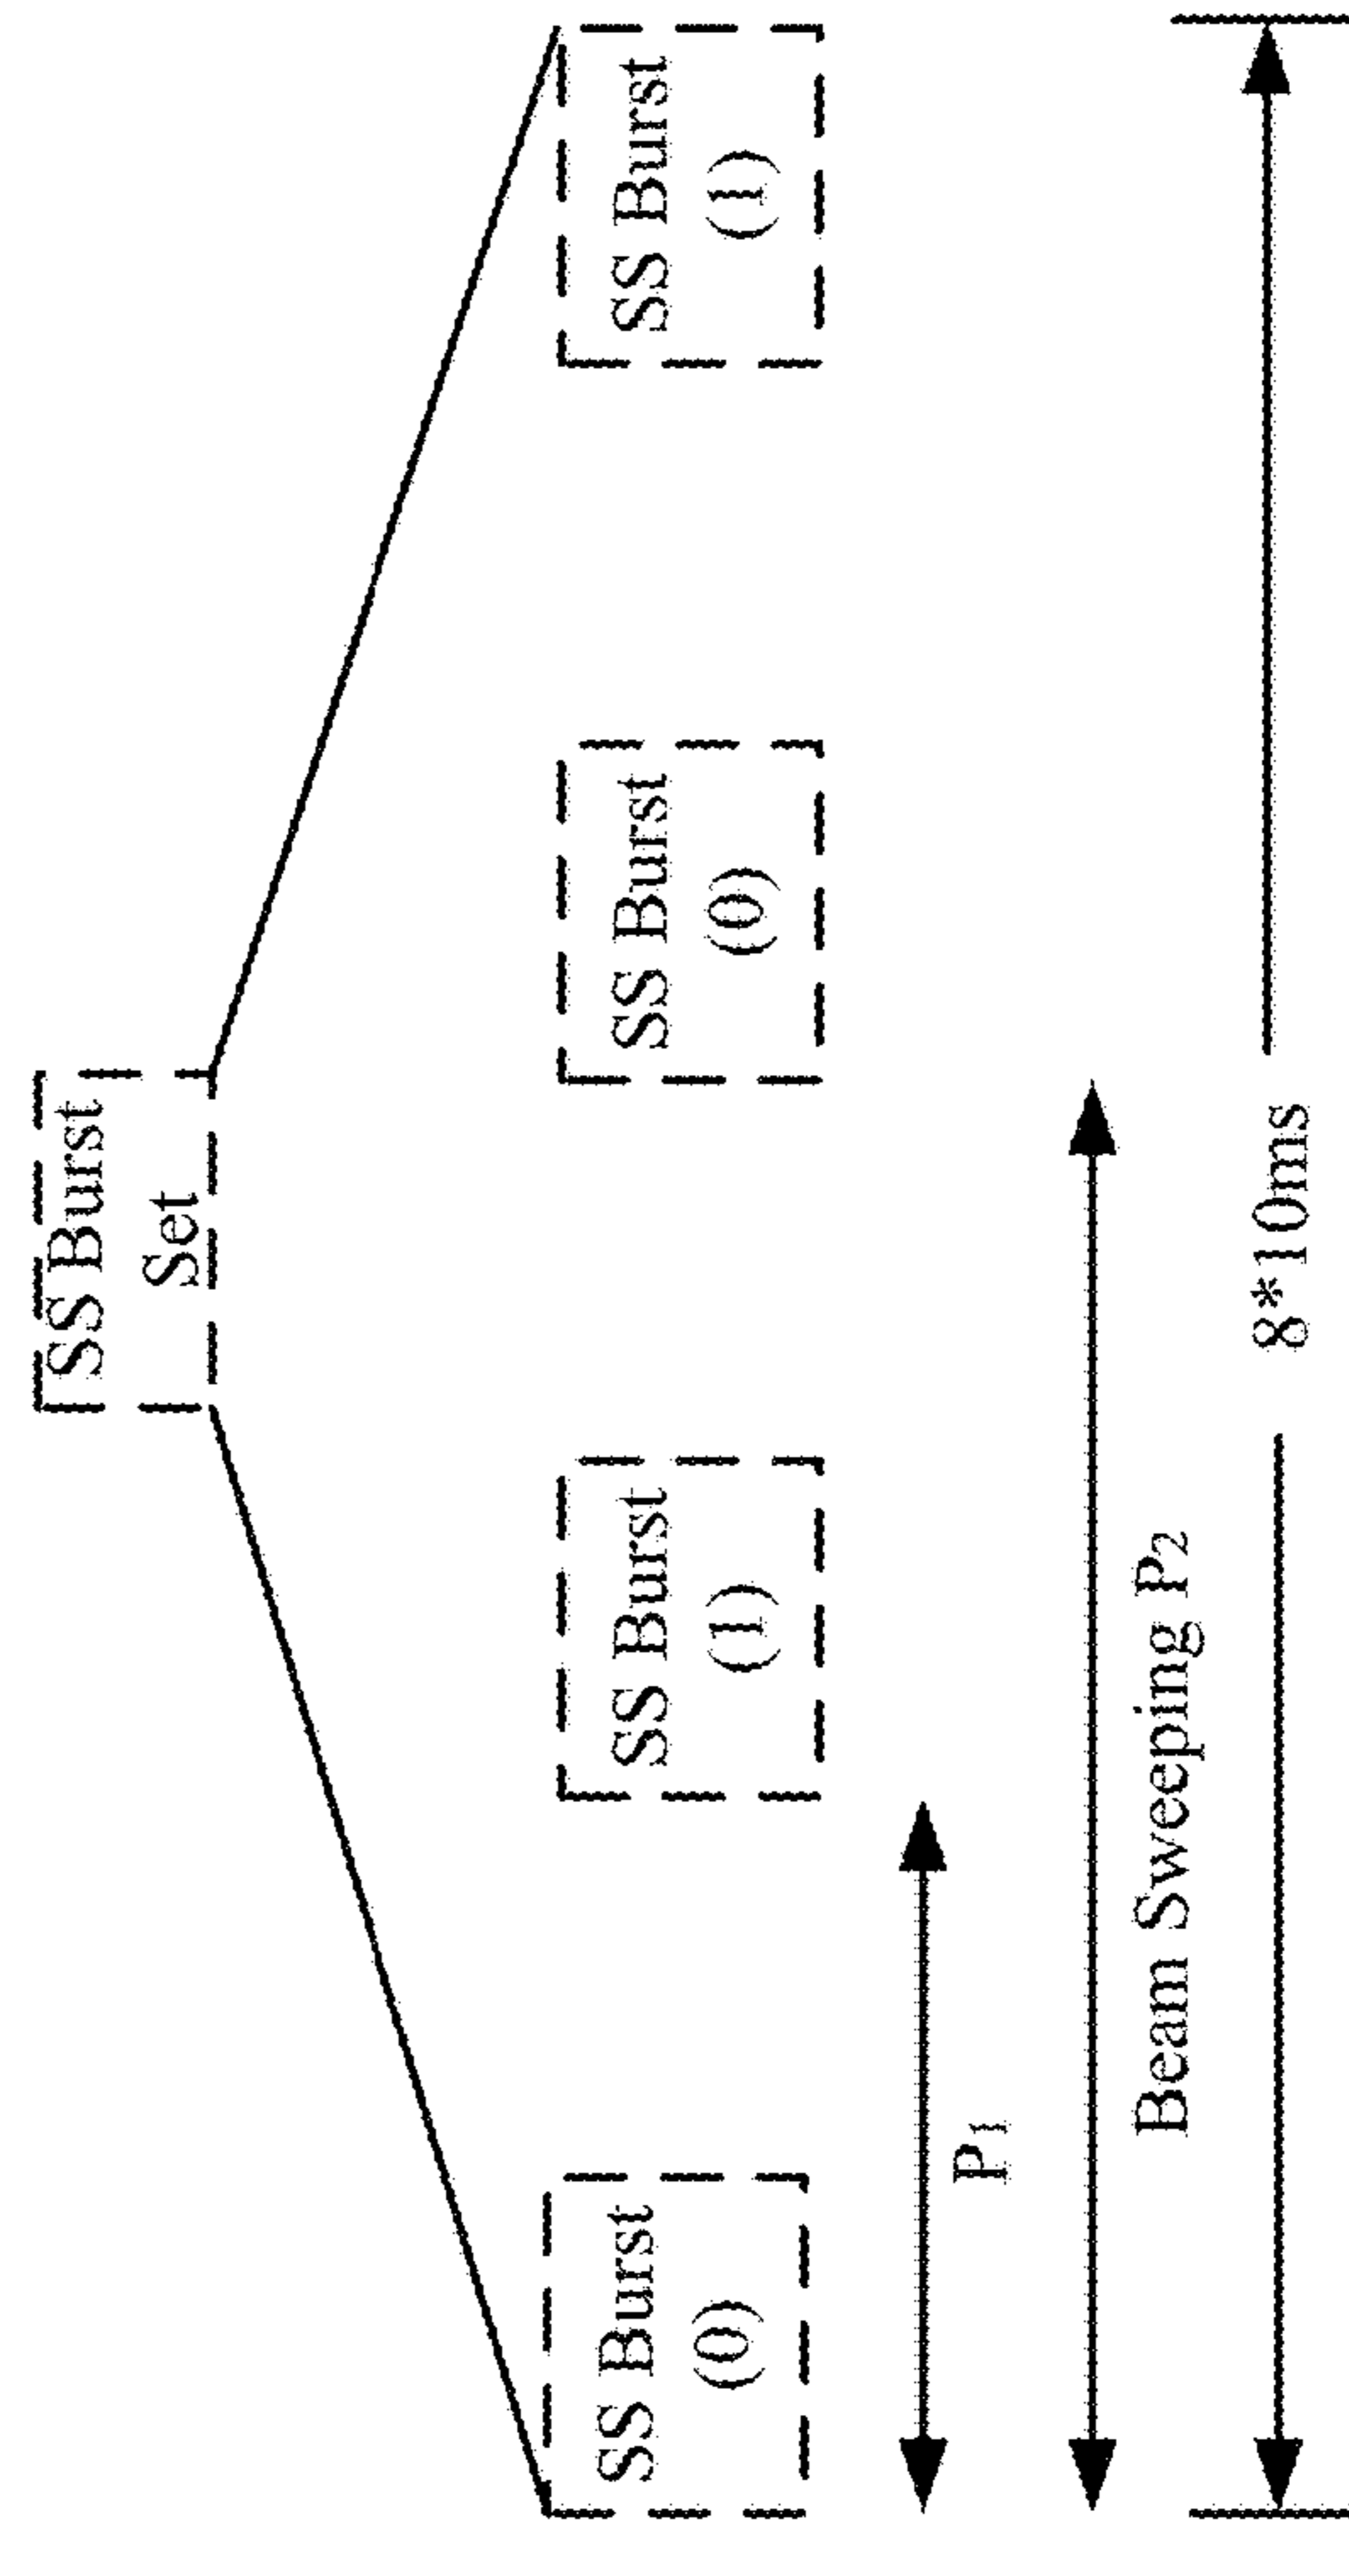 SS Burst
Set
SS Burst
(0)
SS Burst
(1)
SS Burst
(0)
SS Burst
(1)
P1
Beam Sweeping P2
8*10ms